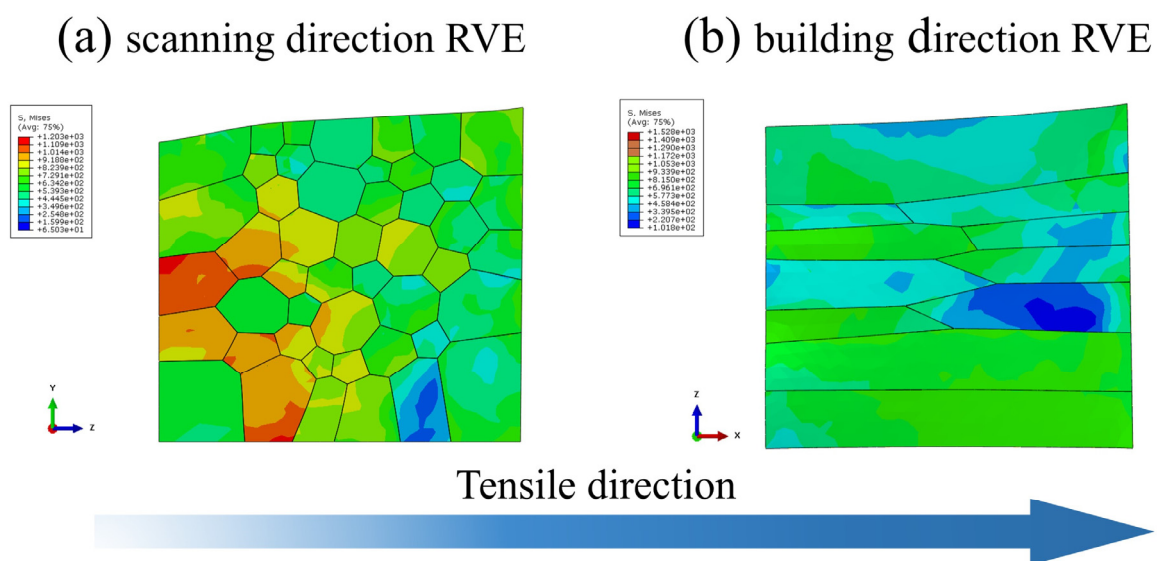 (a) scanning direction RVE
(b) building direction RVE
S, Mises
(Avg: 75%)
+1.203e+03
+1.109e+03
+1.014e+03
+9.188e+02
+8.239e+02
+7.291e+02
+6.342e+02
+5.393e+02
+4.445e+02
+3.496e+02
+2.548e+02
+1.599e+02
+6.503e+01
S, Mises
(Avg: 75%)
+1.528e+03
+1.409e+03
+1.290e+03
+1.172e+03
+1.053e+03
+9.339e+02
+8.150e+02
+6.961e+02
+5.773e+02
+4.584e+02
+3.395e+02
+2.207e+02
+1.018e+02
Y
Z
Z
X
Tensile direction